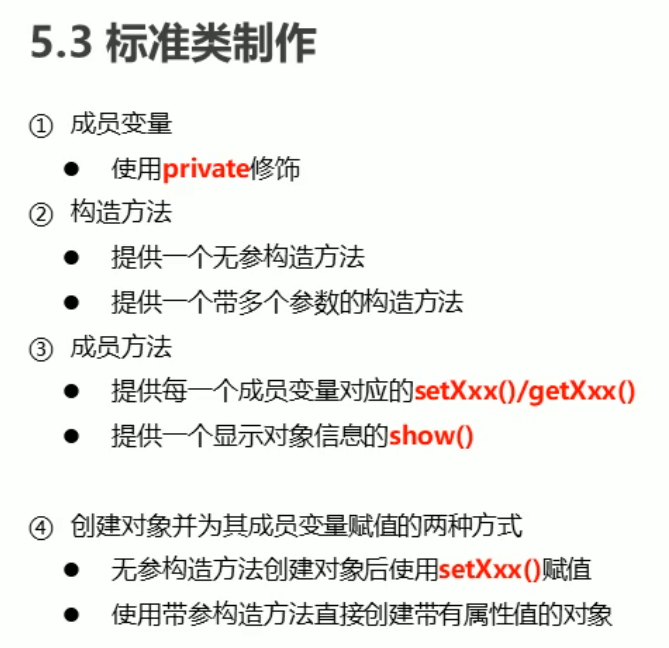 5.3 标准类制作
① 成员变量
● 使用private修饰
② 构造方法
● 提供一个无参构造方法
● 提供一个带多个参数的构造方法
③ 成员方法
● 提供每一个成员变量对应的setXxx()/getXxx()
● 提供一个显示对象信息的show()
④ 创建对象并为其成员变量赋值的两种方式
● 无参构造方法创建对象后使用setXxx()赋值
● 使用带参构造方法直接创建带有属性值的对象